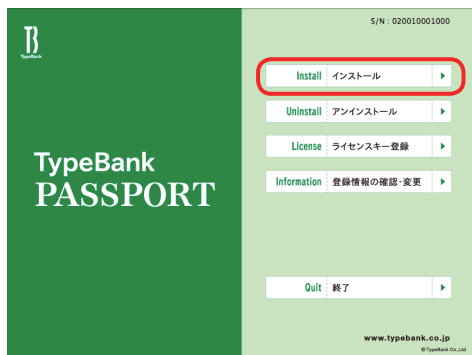 S/N : 020010001000
TB
TypeBank
Install インストール
Uninstall アンインストール
License ライセンスキー登録
TypeBank
PASSPORT
Information 登録情報の確認・変更
Quit 終了
www.typebank.co.jp
©TypeBank Co.,Ltd